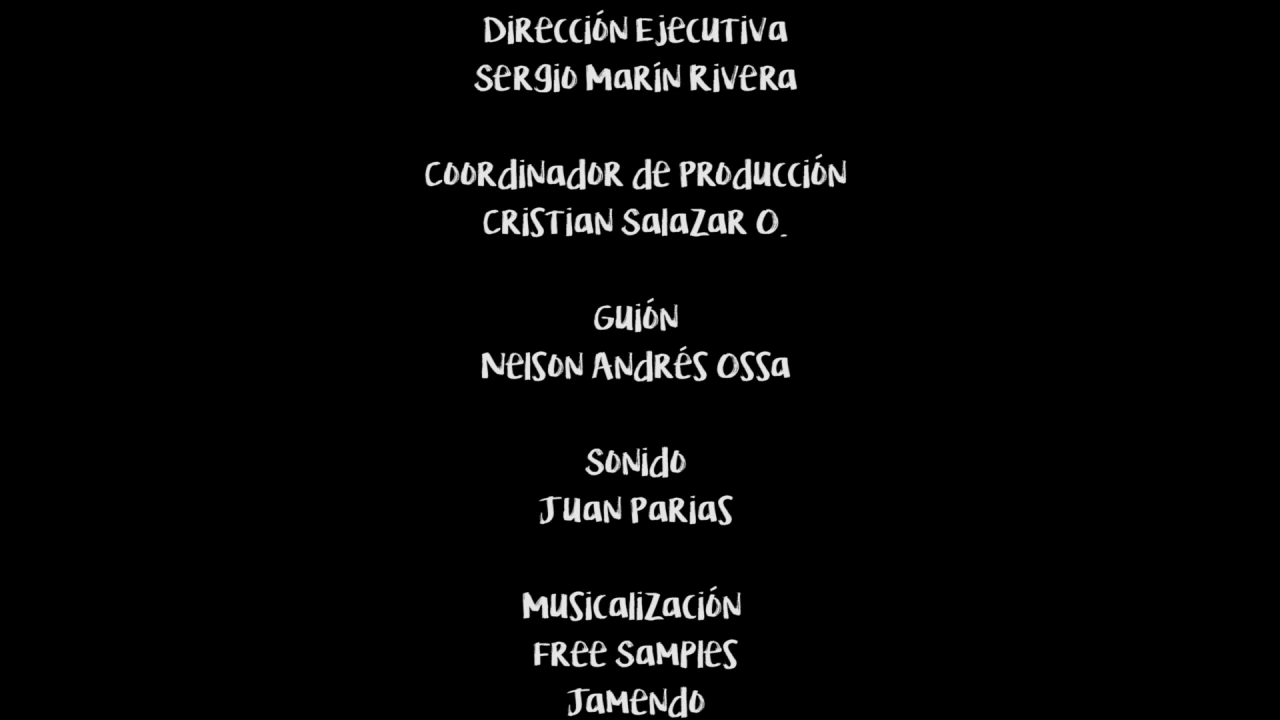 Dirección Ejecutiva
Sergio Marín Rivera
Coordinador de Producción
Cristian Salazar O.
Guión
Nelson Andrés Ossa
Sonido
Juan Parias
Musicalización
Free Samples
Jamendo